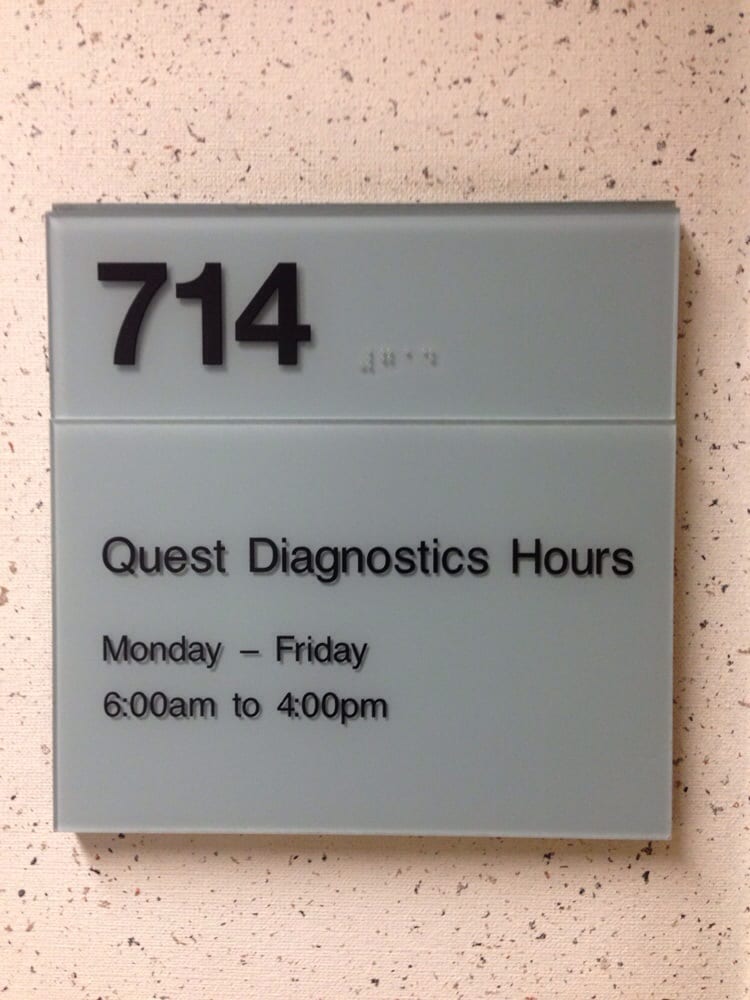 714
⠼⠛⠁⠙
Quest Diagnostics Hours
Monday – Friday
6:00am to 4:00pm